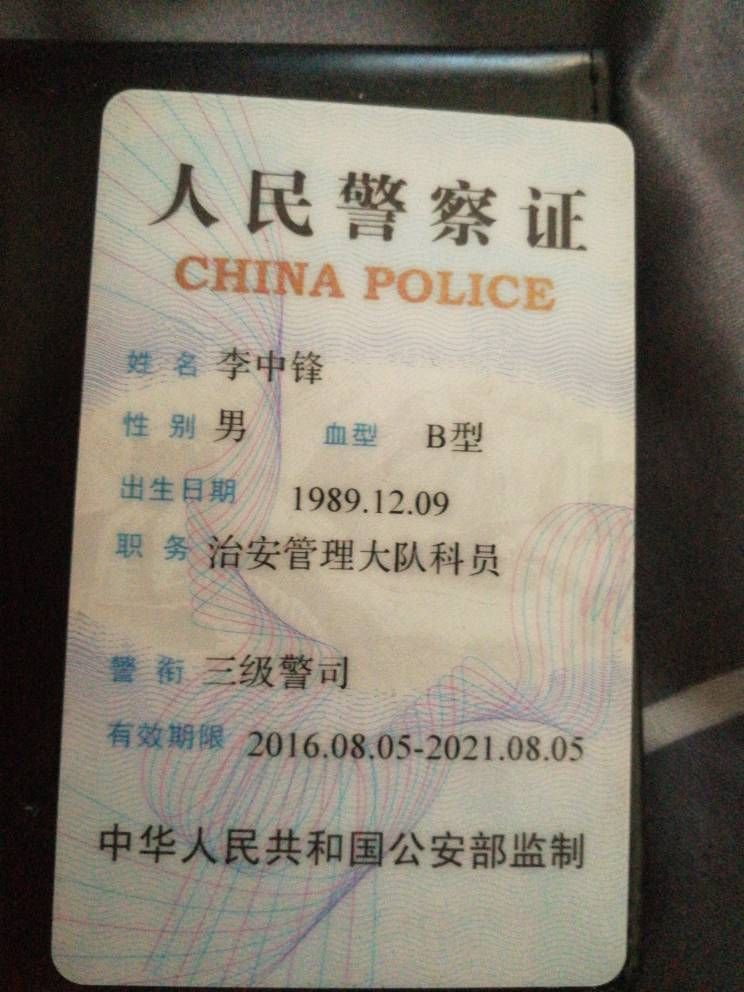 人民警察证
CHINA POLICE
姓名 李中锋
性别 男 血型 B型
出生日期 1989.12.09
职务 治安管理大队科员
警衔 三级警司
有效期限 2016.08.05-2021.08.05
中华人民共和国公安部监制